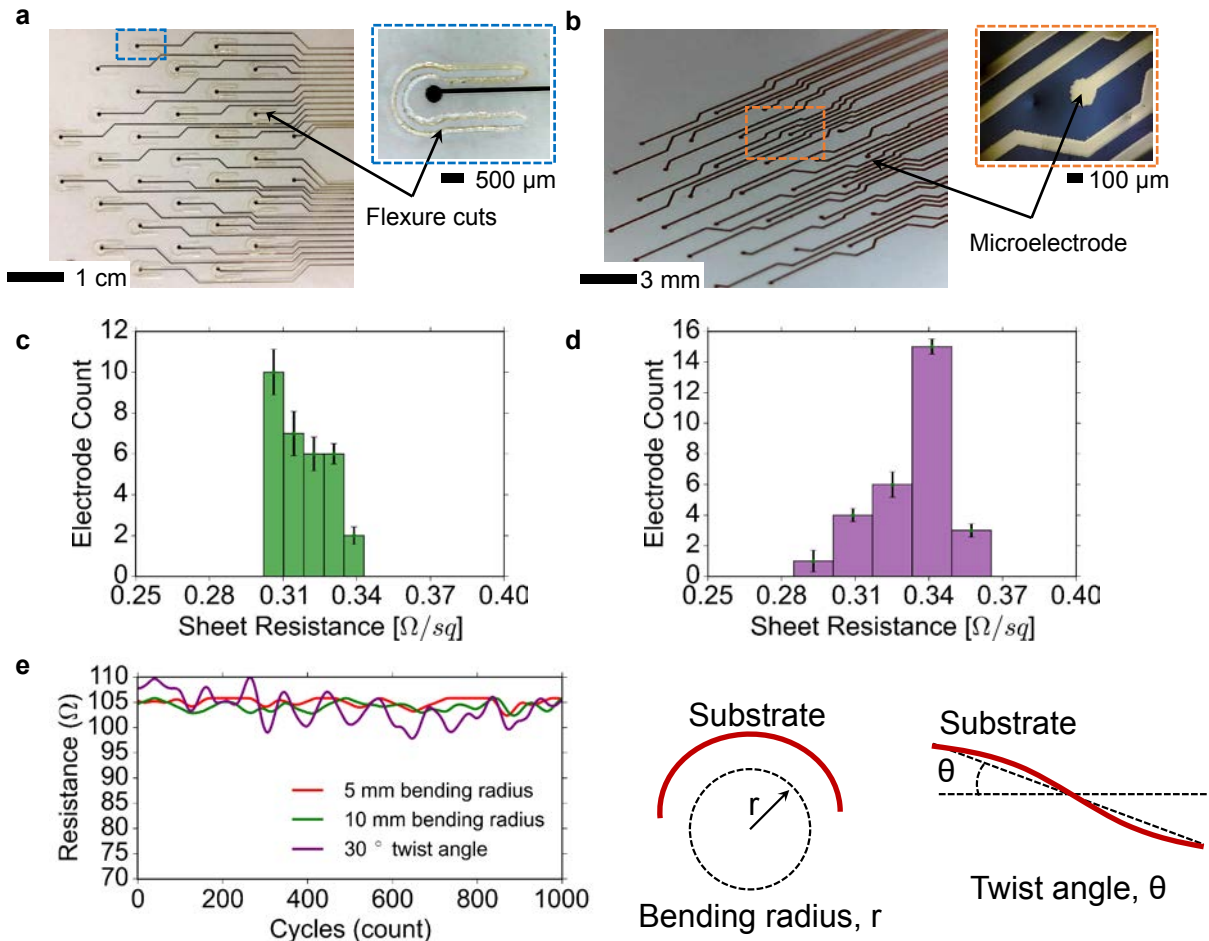 a
500 µm
Flexure cuts
1 cm
b
100 µm
Microelectrode
3 mm
c
12
10
8
6
4
2
0
Electrode Count
0.25 0.28 0.31 0.34 0.37 0.40
Sheet Resistance [Ω/sq]
d
16
14
12
10
8
6
4
2
0
Electrode Count
0.25 0.28 0.31 0.34 0.37 0.40
Sheet Resistance [Ω/sq]
e
110
105
100
95
90
85
80
75
70
Resistance (Ω)
5 mm bending radius
10 mm bending radius
30 ° twist angle
0 200 400 600 800 1000
Cycles (count)
Substrate
r
Bending radius, r
Substrate
θ
Twist angle, θ